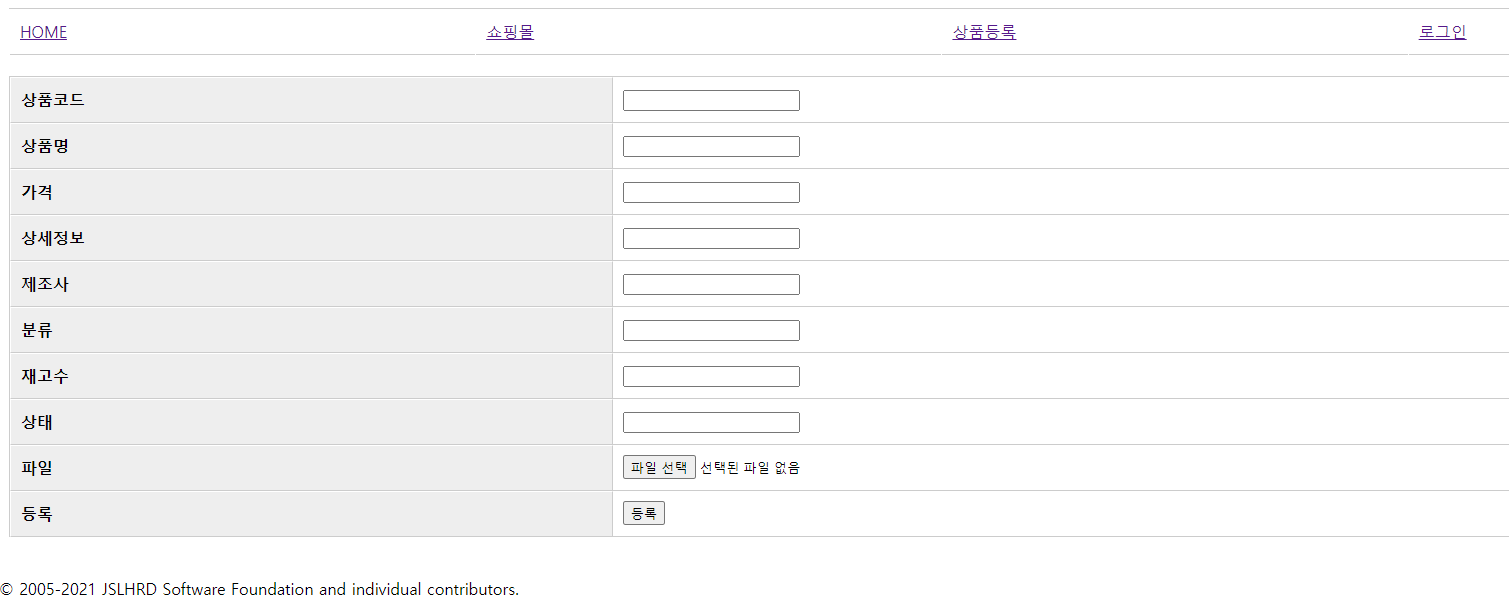 HOME 쇼핑몰 상품등록 로그인
상품코드
상품명
가격
상세정보
제조사
분류
재고수
상태
파일 파일 선택 선택된 파일 없음
등록 등록
© 2005-2021 JSLHRD Software Foundation and individual contributors.